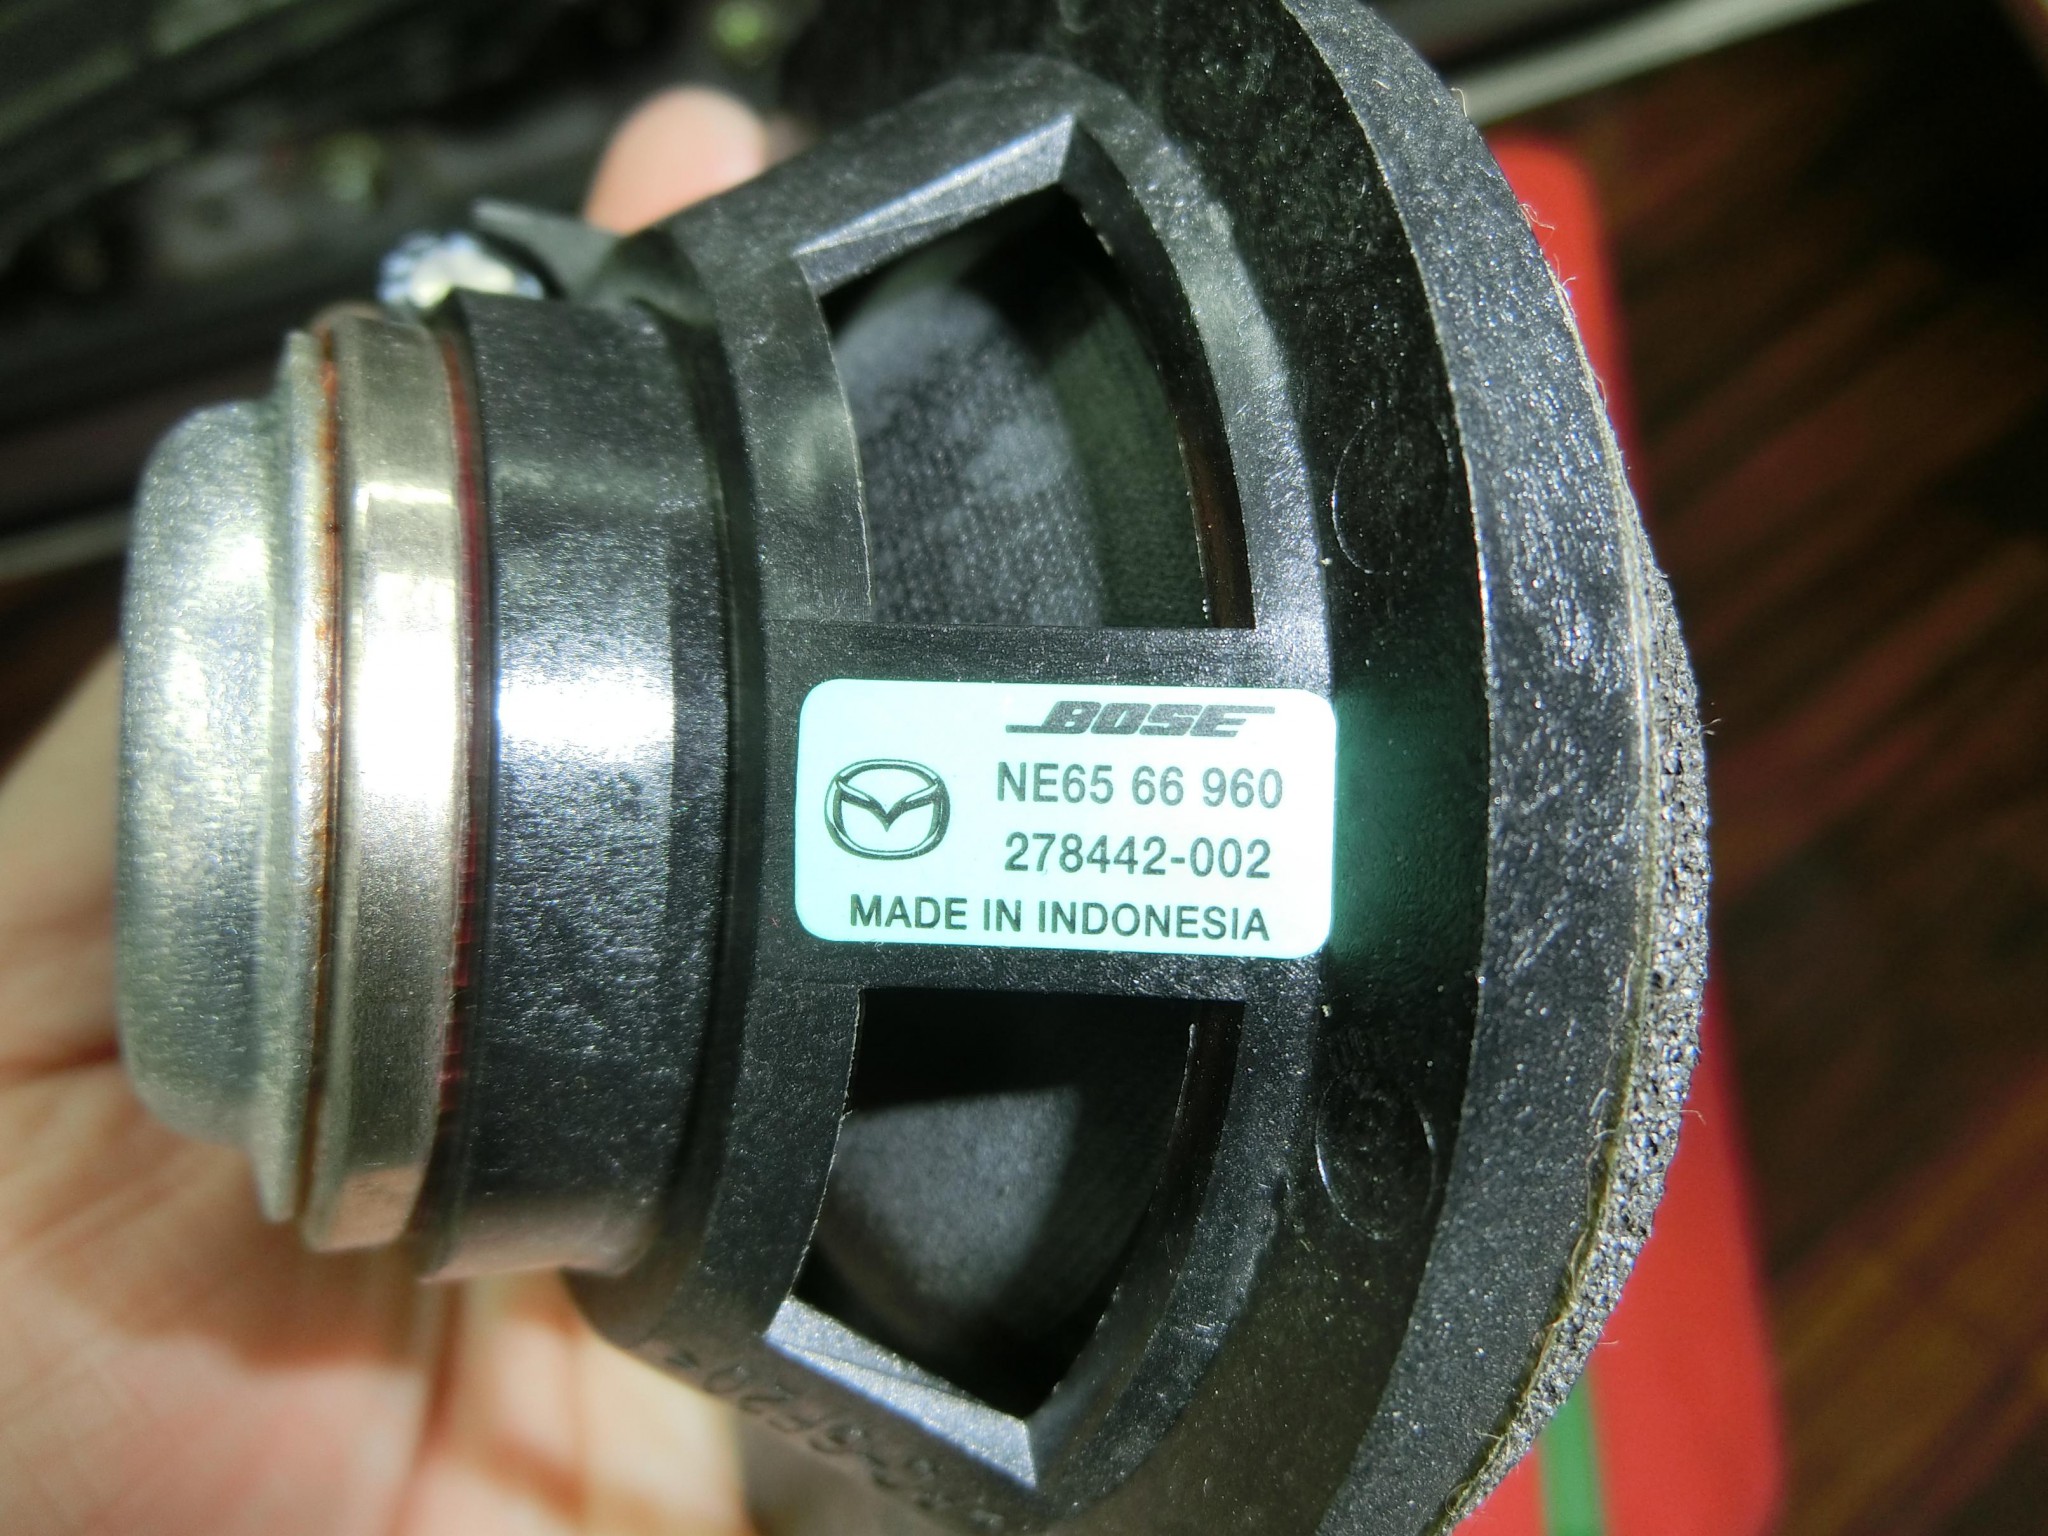 BOSE
NE65 66 960
278442-002
MADE IN INDONESIA